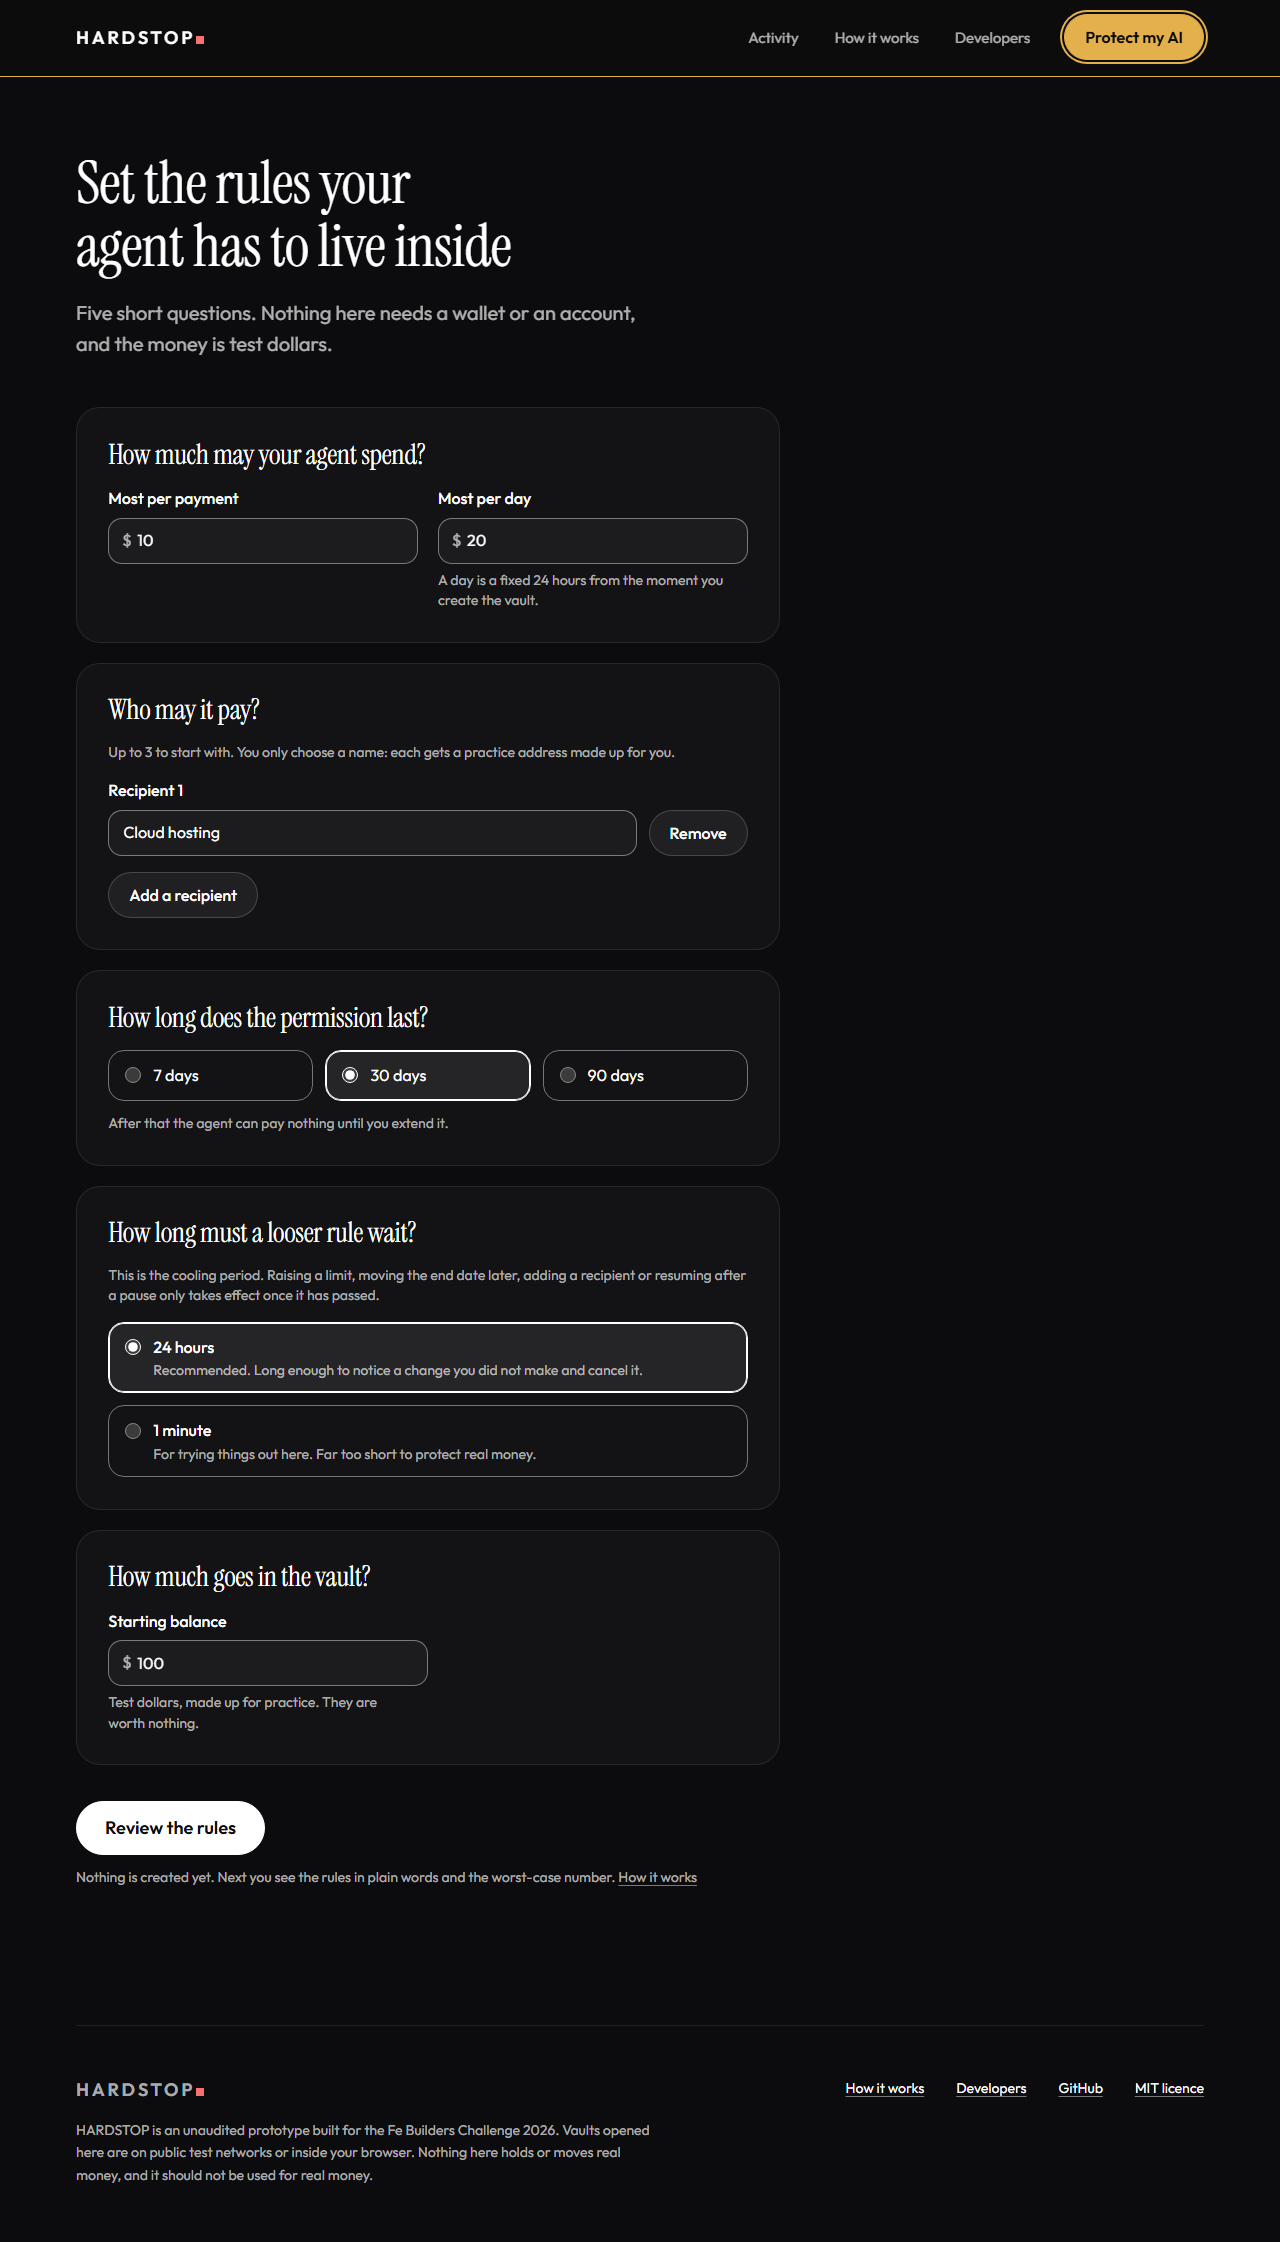 HARDSTOP
Activity
How it works
Developers
Protect my AI
Set the rules your
agent has to live inside
Five short questions. Nothing here needs a wallet or an account,
and the money is test dollars.
How much may your agent spend?
Most per payment
Most per day
$ 10
$ 20
A day is a fixed 24 hours from the moment you
create the vault.
Who may it pay?
Up to 3 to start with. You only choose a name: each gets a practice address made up for you.
Recipient 1
Cloud hosting
Remove
Add a recipient
How long does the permission last?
7 days
30 days
90 days
After that the agent can pay nothing until you extend it.
How long must a looser rule wait?
This is the cooling period. Raising a limit, moving the end date later, adding a recipient or resuming after
a pause only takes effect once it has passed.
24 hours
Recommended. Long enough to notice a change you did not make and cancel it.
1 minute
For trying things out here. Far too short to protect real money.
How much goes in the vault?
Starting balance
$ 100
Test dollars, made up for practice. They are
worth nothing.
Review the rules
Nothing is created yet. Next you see the rules in plain words and the worst-case number. How it works
HARDSTOP
How it works
Developers
GitHub
MIT licence
HARDSTOP is an unaudited prototype built for the Fe Builders Challenge 2026. Vaults opened
here are on public test networks or inside your browser. Nothing here holds or moves real
money, and it should not be used for real money.